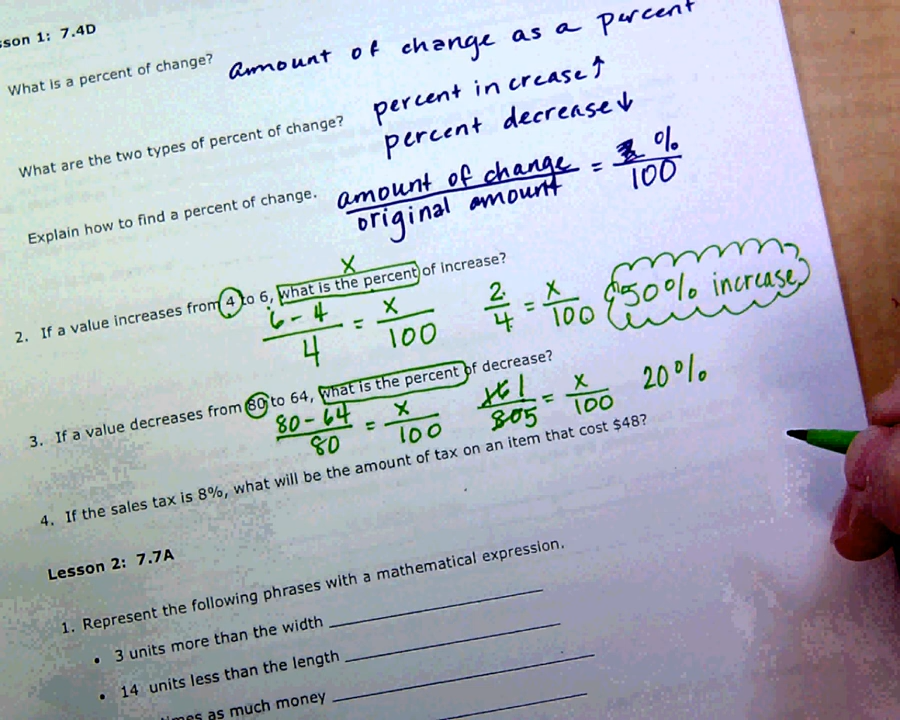 sson 1: 7.4D
What is a percent of change? amount of change as a percent
What are the two types of percent of change? percent increase ↑
percent decrease ↓
Explain how to find a percent of change. amount of change / original amount = % / 100
x
2. If a value increases from 4 to 6, what is the percent of increase?
6 - 4 / 4 = x / 100 2 / 4 = x / 100 50% increase
3. If a value decreases from 80 to 64, what is the percent of decrease?
80 - 64 / 80 = x / 100 16 1 / 80 5 = x / 100 20%
4. If the sales tax is 8%, what will be the amount of tax on an item that cost $48?
Lesson 2: 7.7A
1. Represent the following phrases with a mathematical expression.
• 3 units more than the width
• 14 units less than the length
as much money